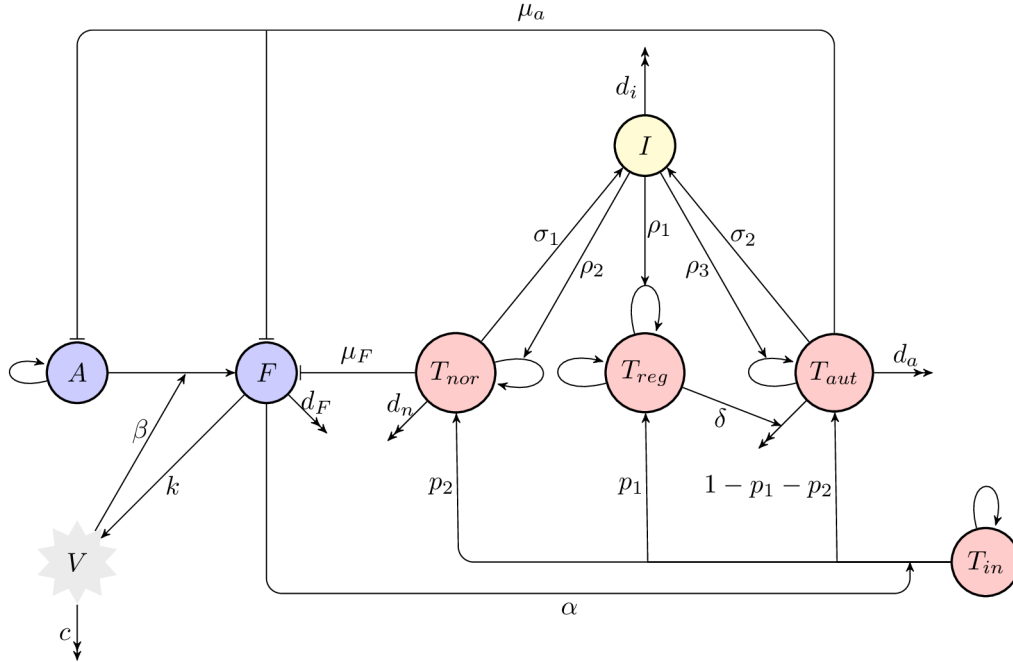 μ_a
d_i
I
σ_1
ρ_2
ρ_1
ρ_3
σ_2
A
F
μ_F
T_nor
T_reg
T_aut
d_a
d_F
d_n
δ
β
k
p_2
p_1
1 − p_1 − p_2
V
T_in
α
c